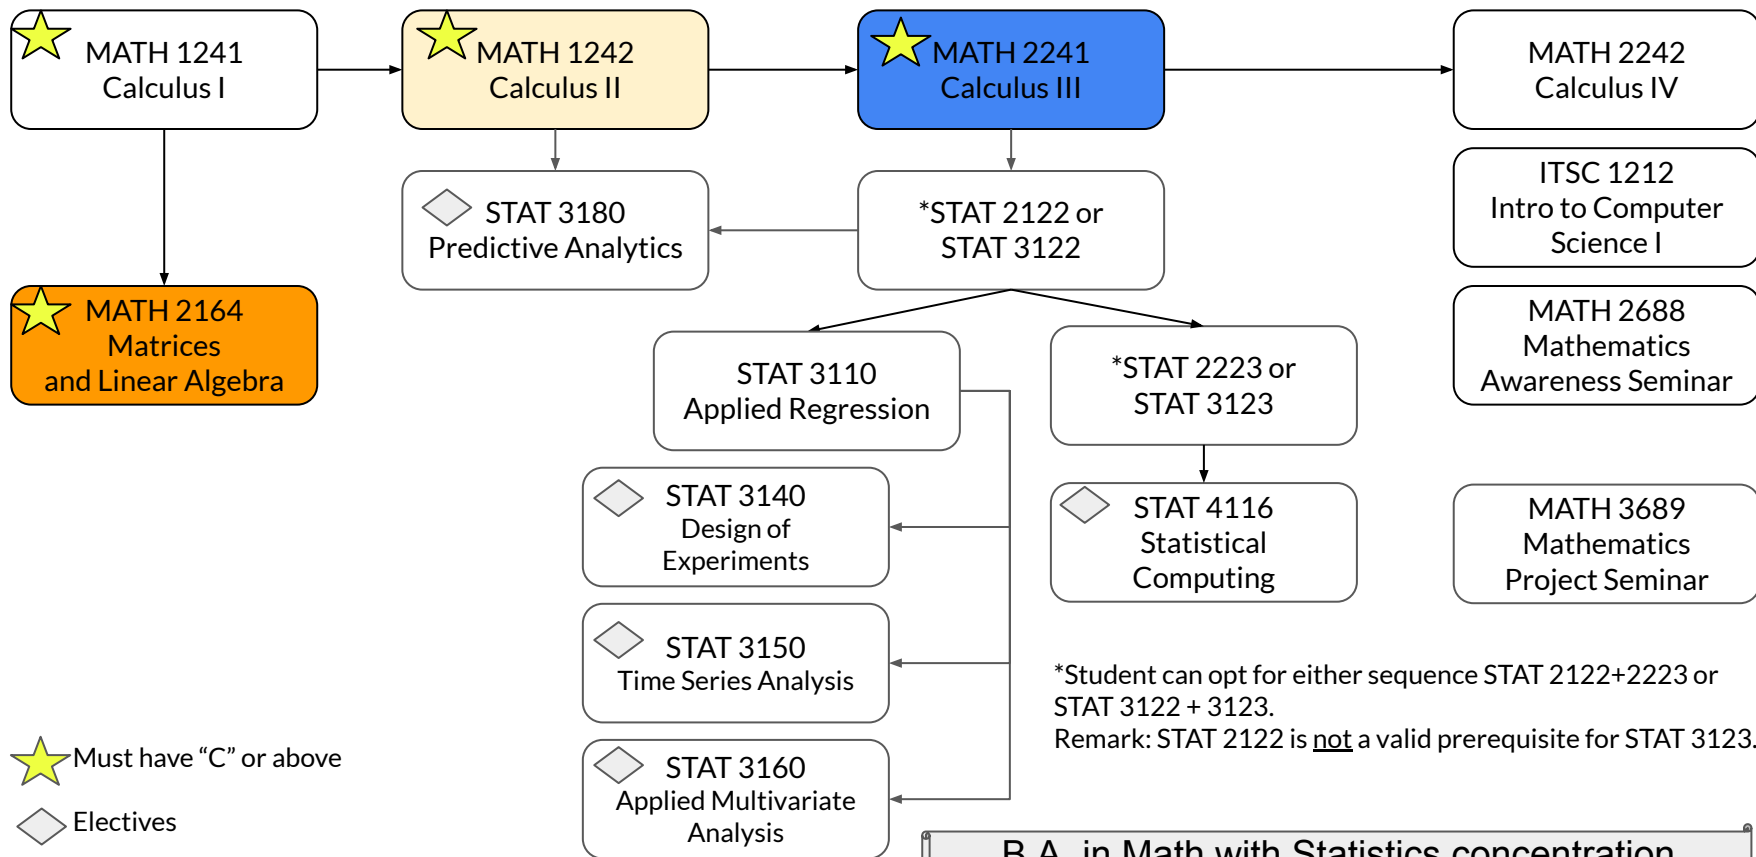 MATH 1241
Calculus I
MATH 1242
Calculus II
MATH 2241
Calculus III
MATH 2242
Calculus IV
STAT 3180
Predictive Analytics
*STAT 2122 or
STAT 3122
ITSC 1212
Intro to Computer
Science I
MATH 2164
Matrices
and Linear Algebra
STAT 3110
Applied Regression
*STAT 2223 or
STAT 3123
MATH 2688
Mathematics
Awareness Seminar
STAT 3140
Design of
Experiments
STAT 4116
Statistical
Computing
MATH 3689
Mathematics
Project Seminar
STAT 3150
Time Series Analysis
*Student can opt for either sequence STAT 2122+2223 or
STAT 3122 + 3123.
Remark: STAT 2122 is not a valid prerequisite for STAT 3123.
Must have “C” or above
STAT 3160
Applied Multivariate
Analysis
Electives
B.A. in Math with Statistics concentration